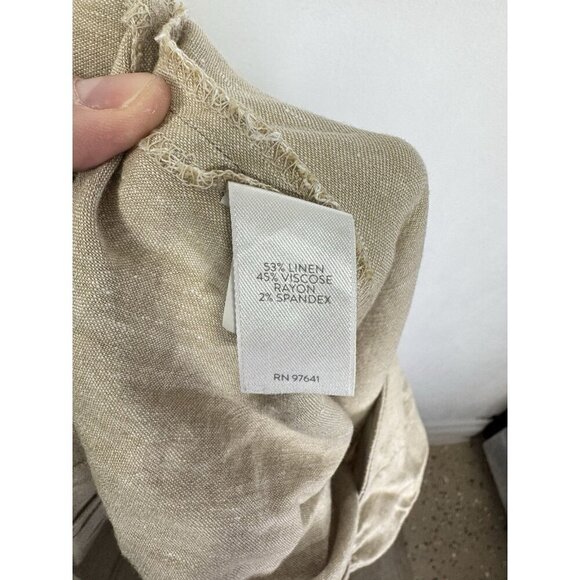 53% LINEN
45% VISCOSE
RAYON
2% SPANDEX
RN 97641